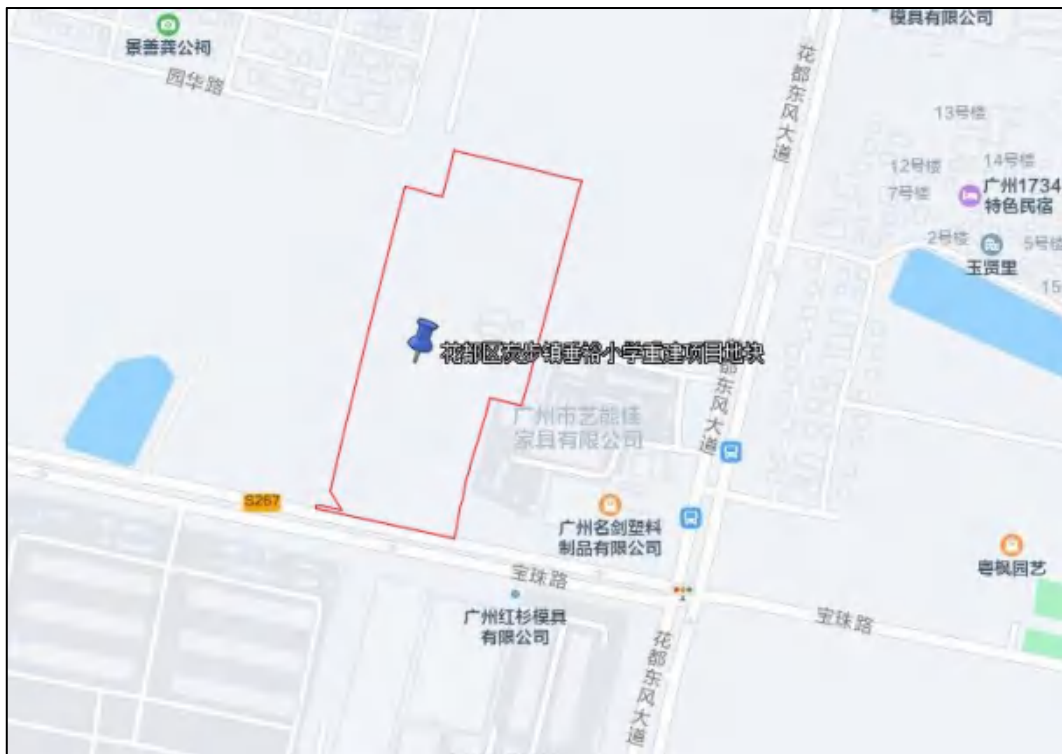 模具有限公司
景善龚公祠
园华路
花都东风大道
13号楼
12号楼
14号楼
7号楼
广州1734
特色民宿
2号楼
5号楼
玉贤里
15
花都区炭步镇垂裕小学重建项目地块
都东风大道
广州市艺能佳
家具有限公司
S267
广州名剑塑料
制品有限公司
粤枫园艺
宝珠路
广州红杉模具
有限公司
宝珠路
花都东风大道